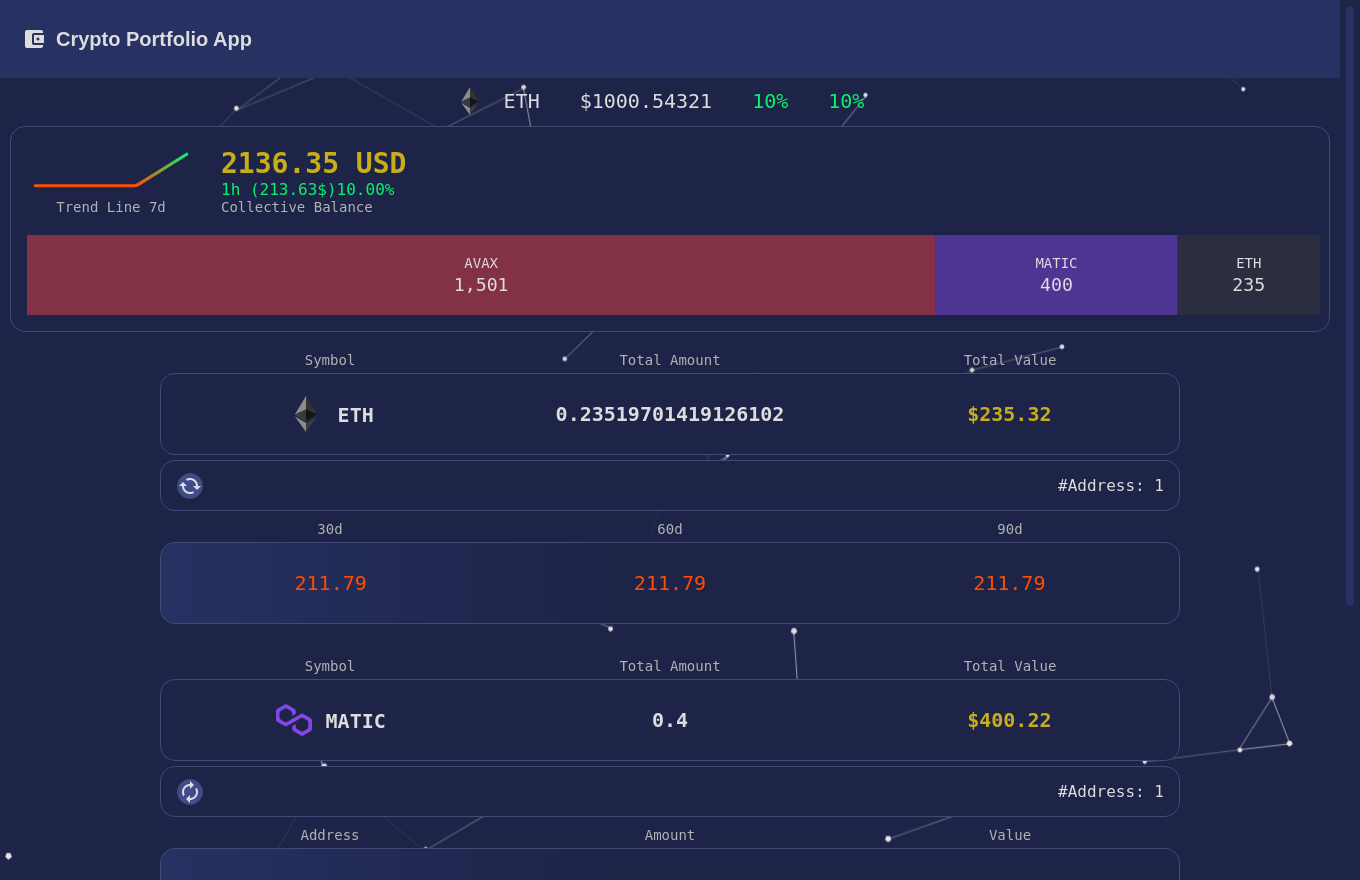 Crypto Portfolio App
ETH $1000.54321 10% 10%
2136.35 USD
1h (213.63$)10.00%
Trend Line 7d Collective Balance
AVAX MATIC ETH
1,501 400 235
Symbol Total Amount Total Value
ETH 0.23519701419126102 $235.32
#Address: 1
30d 60d 90d
211.79 211.79 211.79
Symbol Total Amount Total Value
MATIC 0.4 $400.22
#Address: 1
Address Amount Value